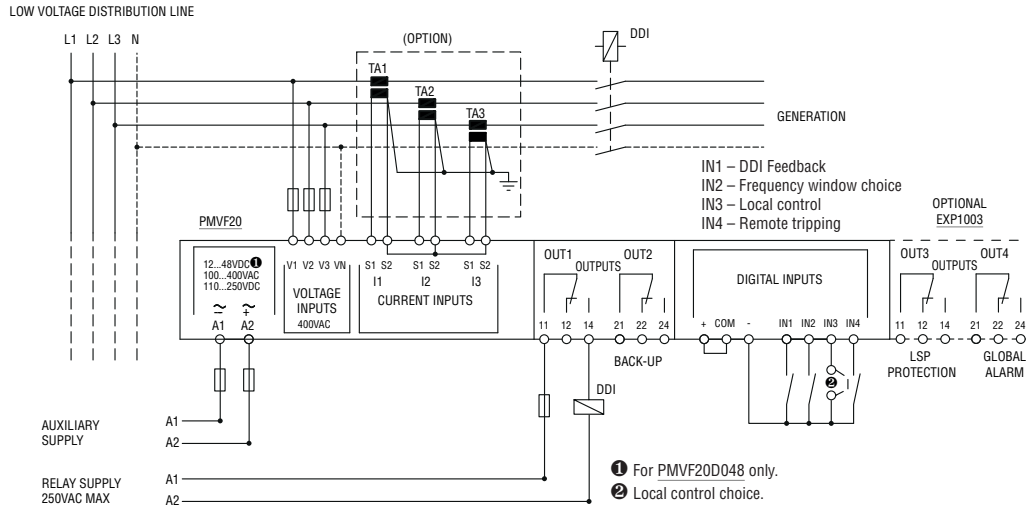 LOW VOLTAGE DISTRIBUTION LINE
L1 L2 L3 N
(OPTION)
DDI
TA1
TA2
TA3
GENERATION
IN1 – DDI Feedback
IN2 – Frequency window choice
IN3 – Local control
IN4 – Remote tripping
OPTIONAL
EXP1003
PMVF20
12...48VDC❶
100...400VAC
110...250VDC
V1 V2 V3 VN
S1 S2 S1 S2 S1 S2
I1 I2 I3
VOLTAGE
INPUTS
400VAC
CURRENT INPUTS
OUT1 OUT2
OUTPUTS
DIGITAL INPUTS
OUT3 OUT4
OUTPUTS
~ ~
− +
A1 A2
11 12 14 21 22 24
+ COM - IN1 IN2 IN3 IN4
11 12 14 21 22 24
BACK-UP
LSP
PROTECTION
GLOBAL
ALARM
❷
DDI
AUXILIARY
SUPPLY
A1
A2
RELAY SUPPLY
250VAC MAX
A1
A2
❶ For PMVF20D048 only.
❷ Local control choice.